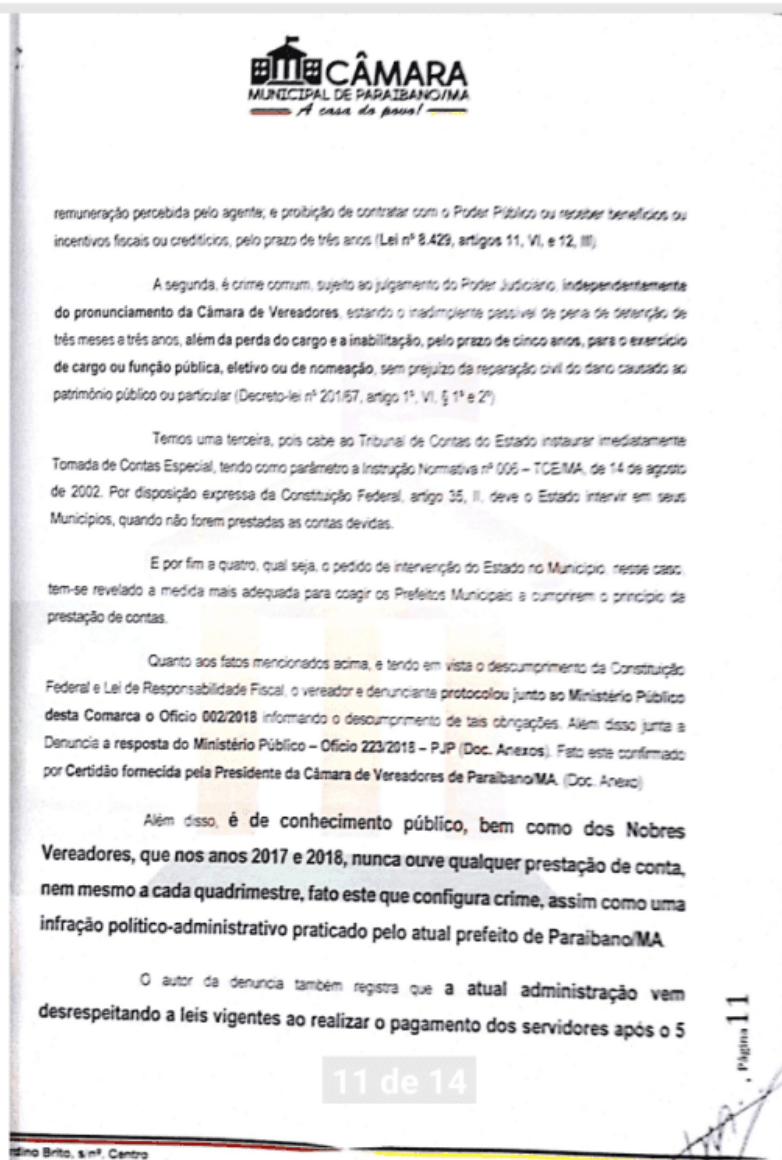 CÂMARA
MUNICIPAL DE PARAIBANO/MA
A casa do povo!
remuneração percebida pelo agente; e proibição de contratar com o Poder Público ou receber benefícios ou
incentivos fiscais ou creditícios, pelo prazo de três anos (Lei nº 8.429, artigos 11, VI, e 12, III)
A segunda, é crime comum, sujeito ao julgamento do Poder Judiciário, independentemente
do pronunciamento da Câmara de Vereadores, estando o inadimplente passível de pena de detenção de
três meses a três anos, além da perda do cargo e a inabilitação, pelo prazo de cinco anos, para o exercício
de cargo ou função pública, eletivo ou de nomeação, sem prejuízo da reparação civil do dano causado ao
patrimônio público ou particular (Decreto-lei nº 201/67, artigo 1º, VI, § 1º e 2º)
Temos uma terceira, pois cabe ao Tribunal de Contas do Estado instaurar imediatamente
Tomada de Contas Especial, tendo como parâmetro a Instrução Normativa nº 006 – TCE/MA, de 14 de agosto
de 2002. Por disposição expressa da Constituição Federal, artigo 35, II, deve o Estado intervir em seus
Municípios, quando não forem prestadas as contas devidas.
E por fim a quatro, qual seja, o pedido de intervenção do Estado no Município, nesse caso,
tem-se revelado a medida mais adequada para coagir os Prefeitos Municipais a cumprirem o princípio da
prestação de contas.
Quanto aos fatos mencionados acima, e tendo em vista o descumprimento da Constituição
Federal e Lei de Responsabilidade Fiscal, o vereador e denunciante protocolou junto ao Ministério Público
desta Comarca o Oficio 002/2018 informando o descumprimento de tais obrigações. Além disso junta a
Denuncia a resposta do Ministério Público – Oficio 223/2018 – PJP (Doc. Anexos). Fato este confirmado
por Certidão fornecida pela Presidente da Câmara de Vereadores de Paraibano/MA. (Doc. Anexo)
Além disso, é de conhecimento público, bem como dos Nobres
Vereadores, que nos anos 2017 e 2018, nunca ouve qualquer prestação de conta,
nem mesmo a cada quadrimestre, fato este que configura crime, assim como uma
infração político-administrativo praticado pelo atual prefeito de Paraibano/MA
O autor da denuncia também registra que a atual administração vem
desrespeitando a leis vigentes ao realizar o pagamento dos servidores após o 5
, Página 11
11 de 14
dino Brito, s/nº, Centro